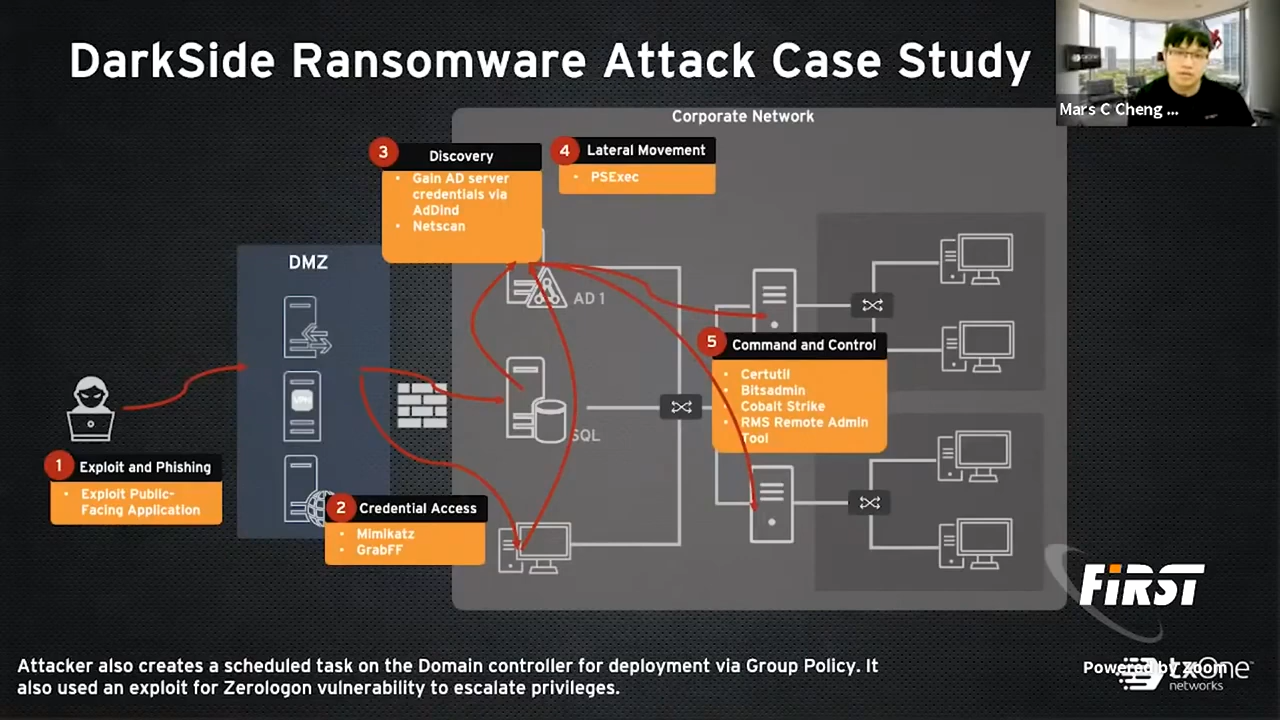 DarkSide Ransomware Attack Case Study
Mars C Cheng ...
Corporate Network
3
Discovery
• Gain AD server
credentials via
AdDind
• Netscan
4
Lateral Movement
• PSExec
DMZ
AD 1
VPN
SQL
5
Command and Control
• Certutil
• Bitsadmin
• Cobalt Strike
• RMS Remote Admin
Tool
1
Exploit and Phishing
• Exploit Public-
Facing Application
2
Credential Access
• Mimikatz
• GrabFF
FiRST
Attacker also creates a scheduled task on the Domain controller for deployment via Group Policy. It
also used an exploit for Zerologon vulnerability to escalate privileges.
Powered by Zoom
txOne
networks